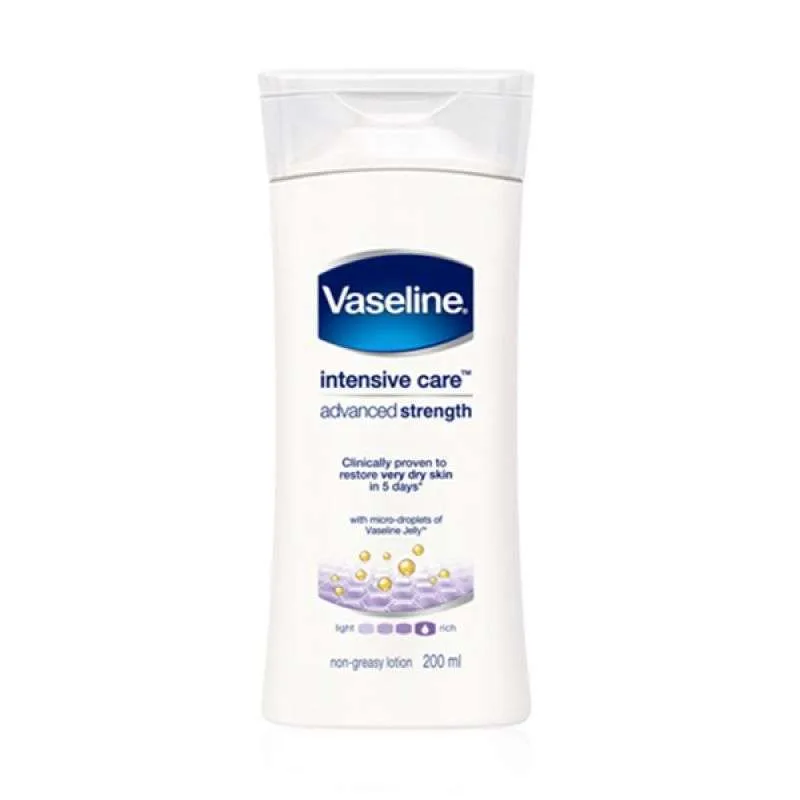 Vaseline®
intensive care™
advanced strength
Clinically proven to
restore very dry skin
in 5 days*
with micro-droplets of
Vaseline Jelly™
light rich
non-greasy lotion 200 ml